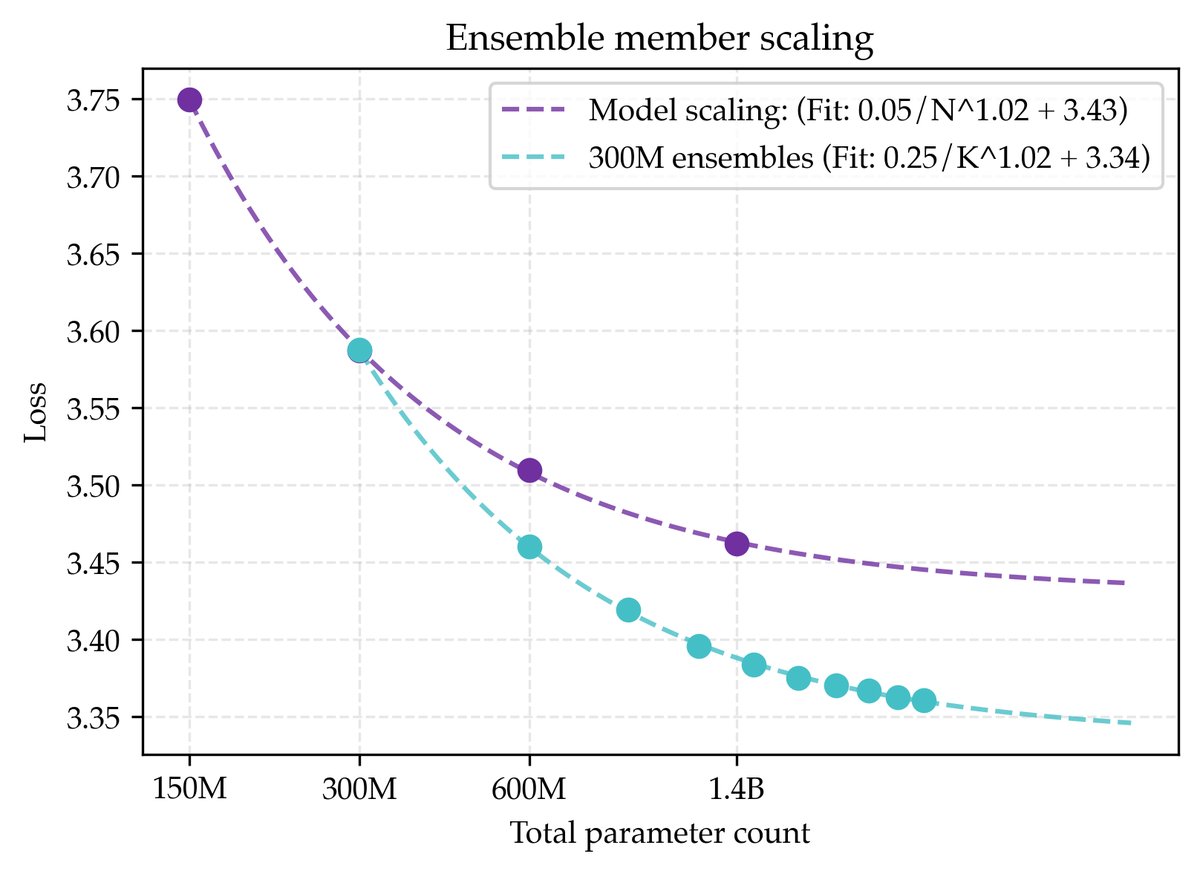 Ensemble member scaling
Model scaling: (Fit: 0.05/N^1.02 + 3.43)
300M ensembles (Fit: 0.25/K^1.02 + 3.34)
3.75
3.70
3.65
3.60
3.55
3.50
3.45
3.40
3.35
Loss
150M 300M 600M 1.4B
Total parameter count